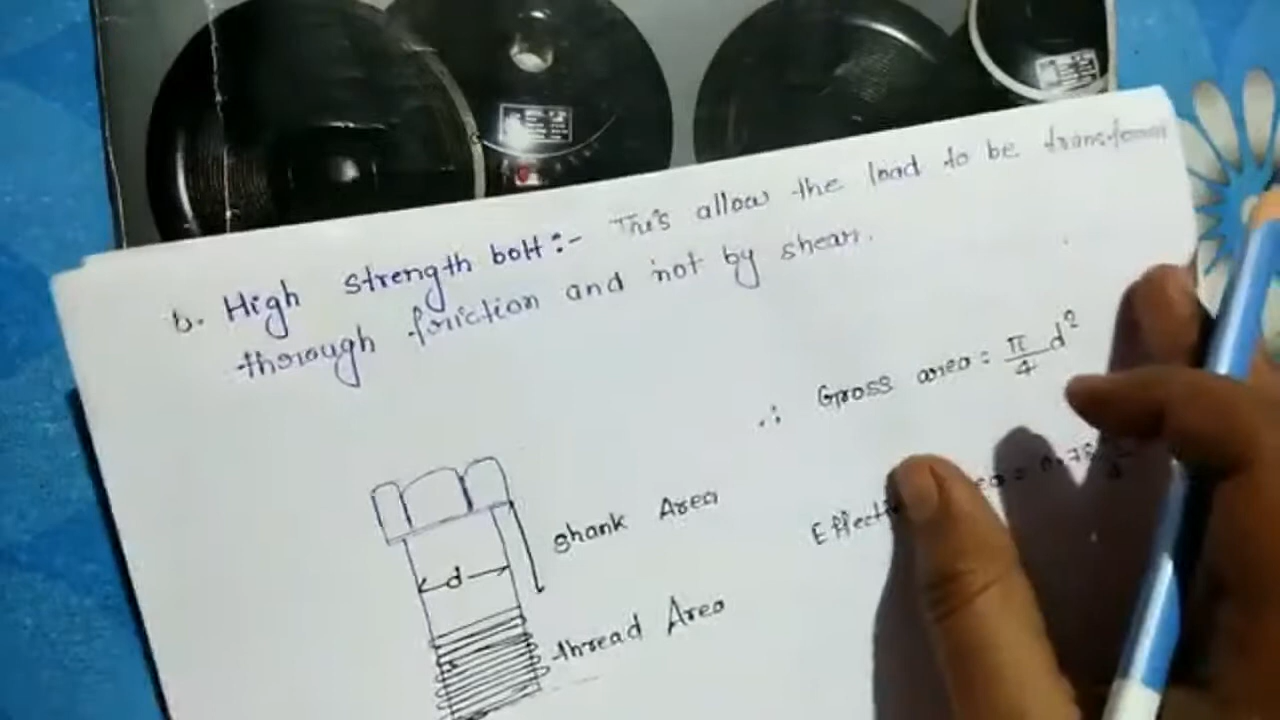 b. High strength bolt:- This allow the load to be
thorough friction and not by shear.
∴ Gross area = π/4 d²
shank Area
d
thread Area